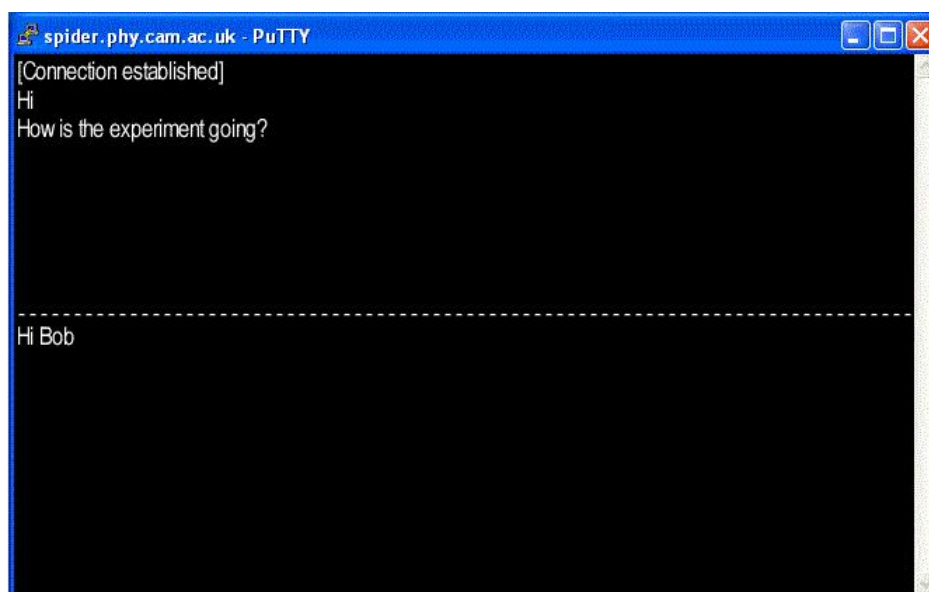 spider.phy.cam.ac.uk - PuTTY
[Connection established]
Hi
How is the experiment going?
Hi Bob